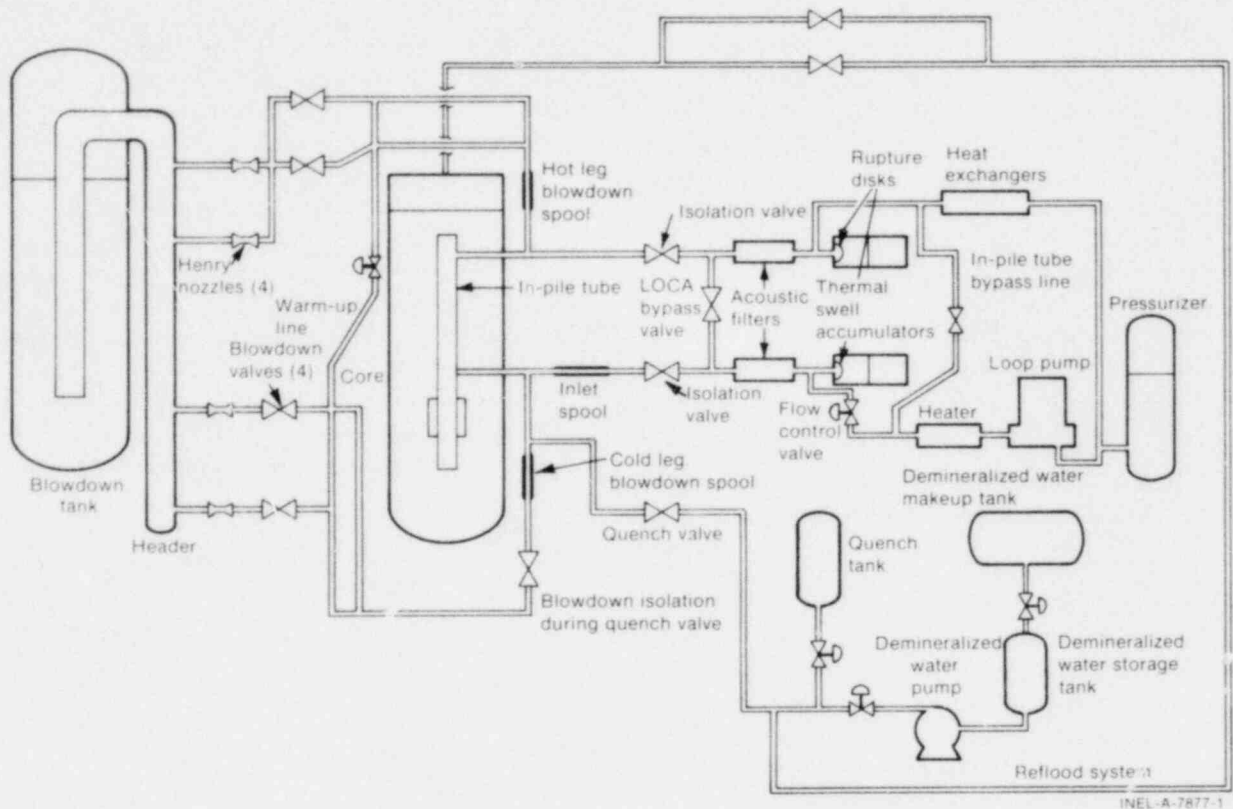 Rupture
disks
Heat
exchangers
Hot leg
blowdown
spool
Isolation valve
Henry
nozzles (4)
In-pile tube
LOCA
bypass
valve
Acoustic
filters
Thermal
swell
accumulators
In-pile tube
bypass line
Pressurizer
Warm-up
line
Blowdown
valves (4)
Core
Loop pump
Inlet
spool
Isolation
valve
Flow
control
valve
Heater
Blowdown
tank
Cold leg
blowdown spool
Demineralized water
makeup tank
Header
Quench valve
Quench
tank
Blowdown isolation
during quench valve
Demineralized
water
pump
Demineralized
water storage
tank
Reflood system
INEL-A-7877-1